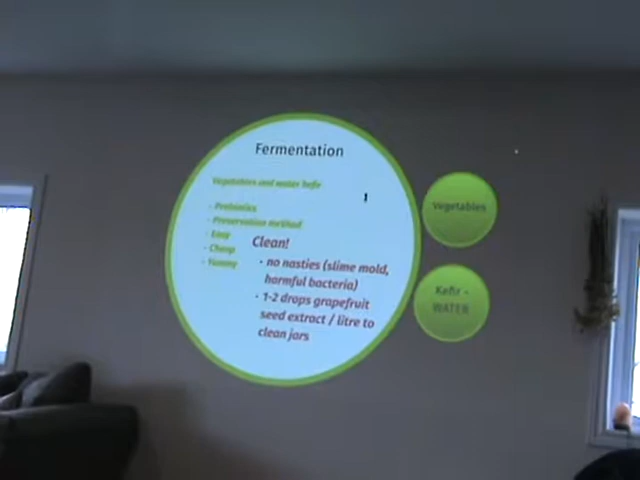 Fermentation
Vegetables and water kefir
- Probiotics
- Preservation method
- Easy
- Cheap
- Yummy
Clean!
- no nasties (slime mold,
harmful bacteria)
- 1-2 drops grapefruit
seed extract / litre to
clean jars
Vegetables
Kefir -
WATER